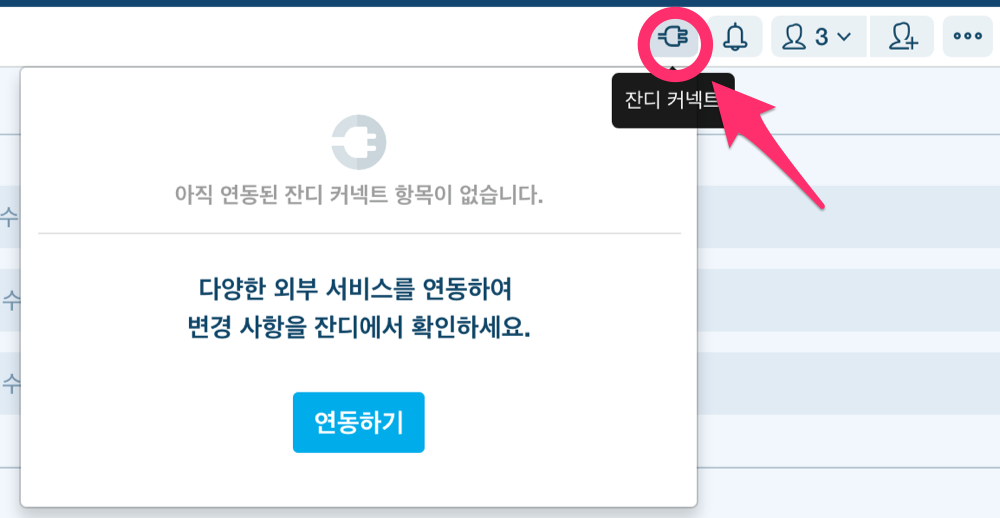 3
잔디 커넥트
아직 연동된 잔디 커넥트 항목이 없습니다.
수
다양한 외부 서비스를 연동하여
수
변경 사항을 잔디에서 확인하세요.
수
연동하기